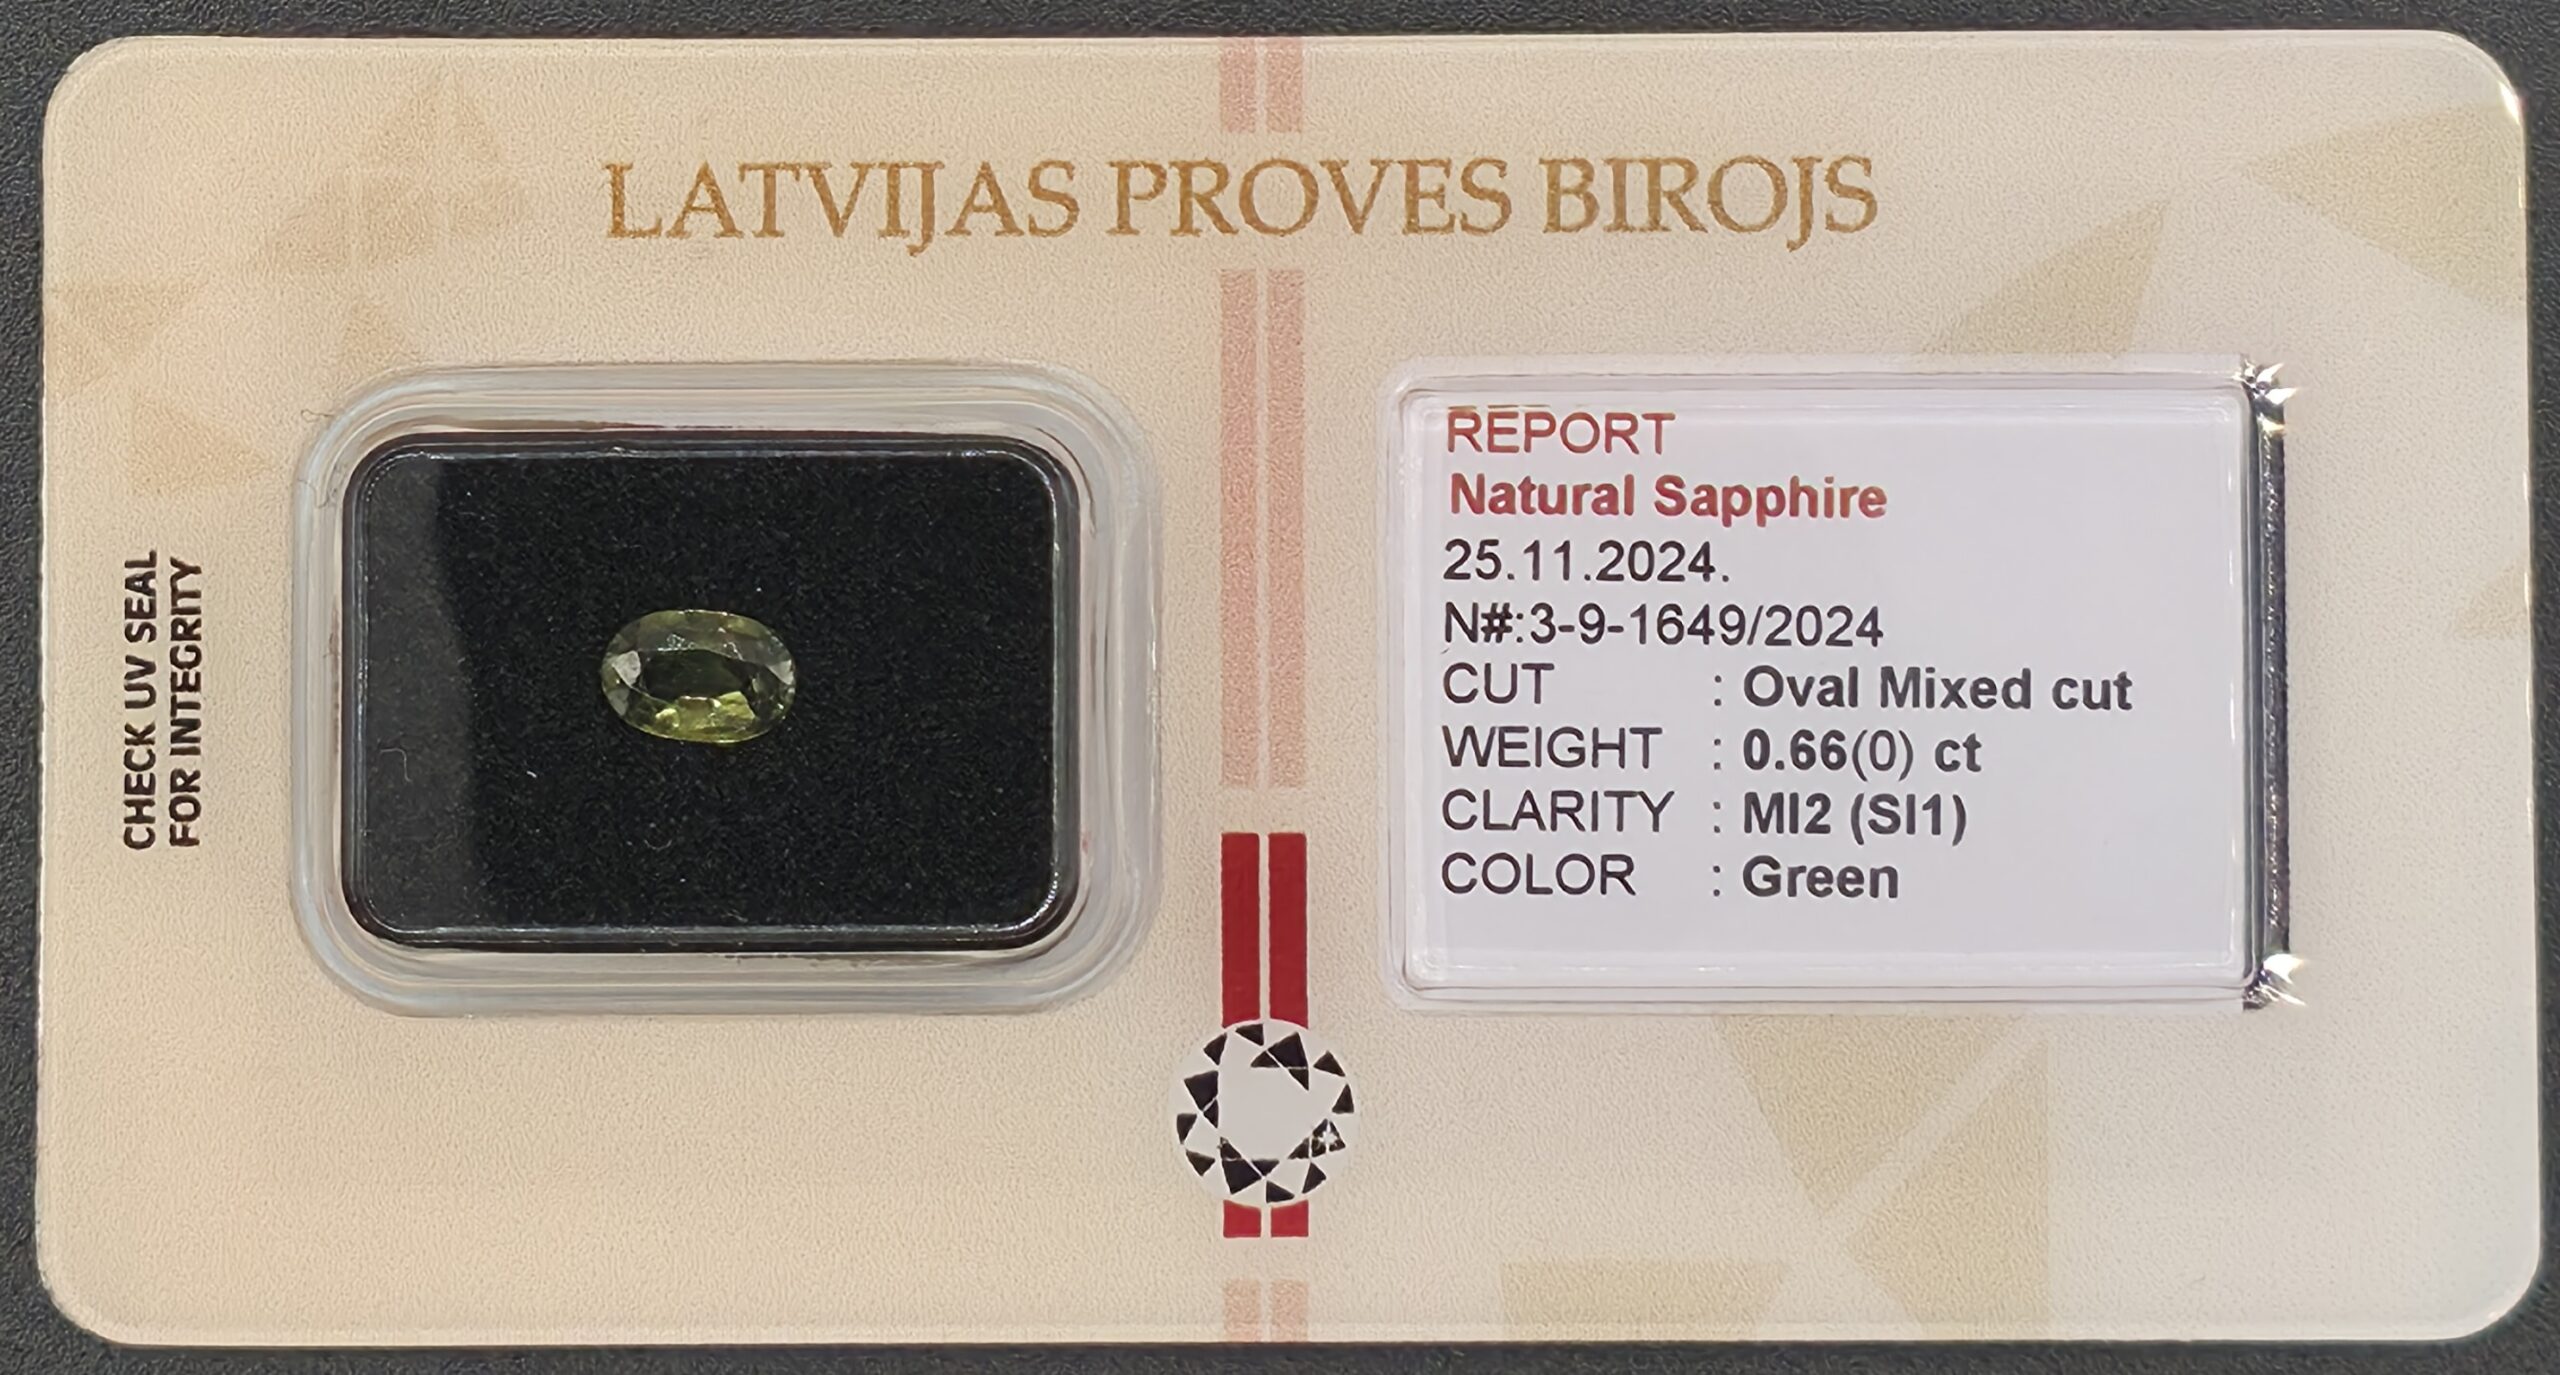 LATVIJAS PROVES BIROJS
CHECK UV SEAL
FOR INTEGRITY
REPORT
Natural Sapphire
25.11.2024.
N#:3-9-1649/2024
CUT : Oval Mixed cut
WEIGHT : 0.66(0) ct
CLARITY : MI2 (SI1)
COLOR : Green